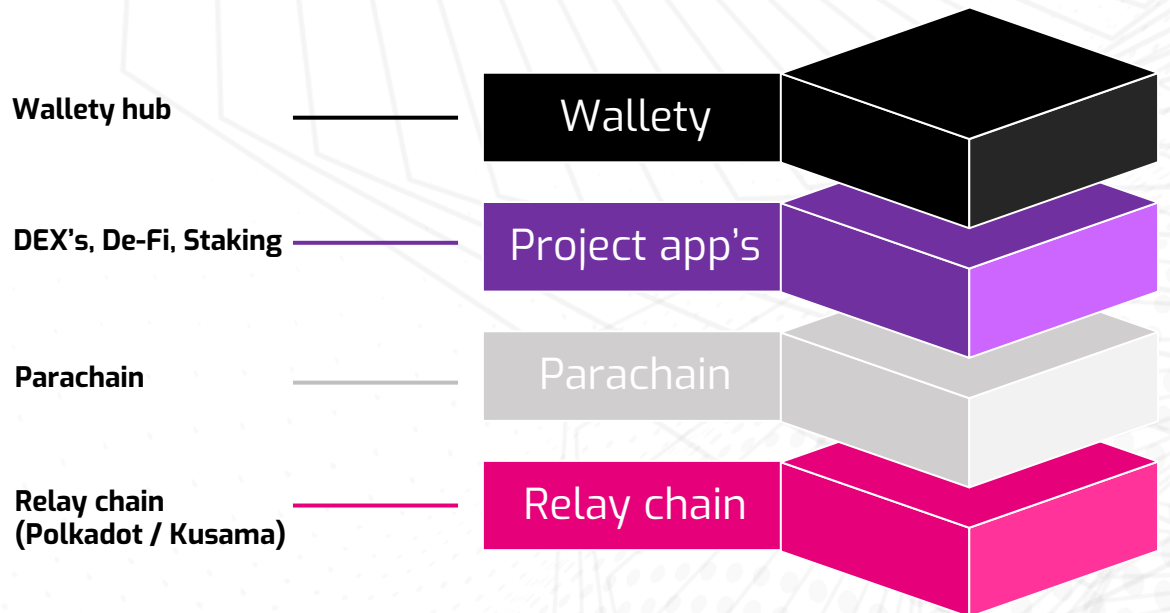 Wallety hub
Wallety
DEX’s, De-Fi, Staking
Project app’s
Parachain
Parachain
Relay chain
(Polkadot / Kusama)
Relay chain